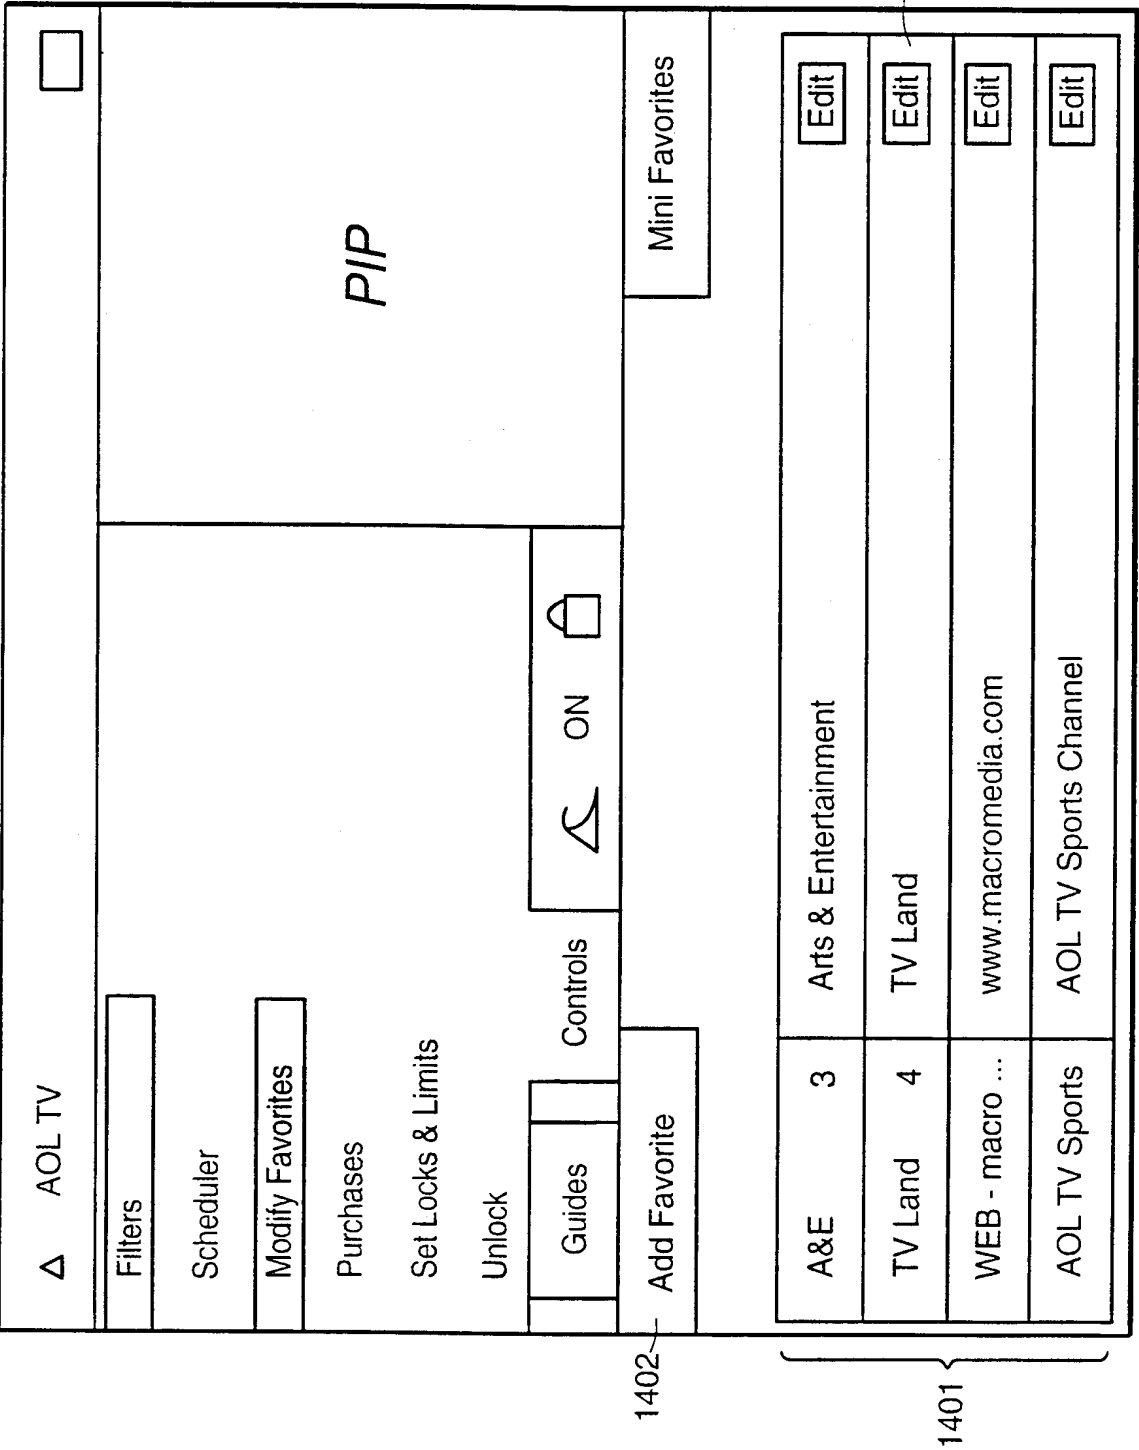 AOL TV
Filters
Scheduler
Modify Favorites
Purchases
Set Locks & Limits
Unlock
PIP
Guides
Controls
ON
1402
Add Favorite
Mini Favorites
1401
A&E 3 Arts & Entertainment Edit
TV Land 4 TV Land Edit
WEB - macro ... www.macromedia.com Edit
AOL TV Sports AOL TV Sports Channel Edit